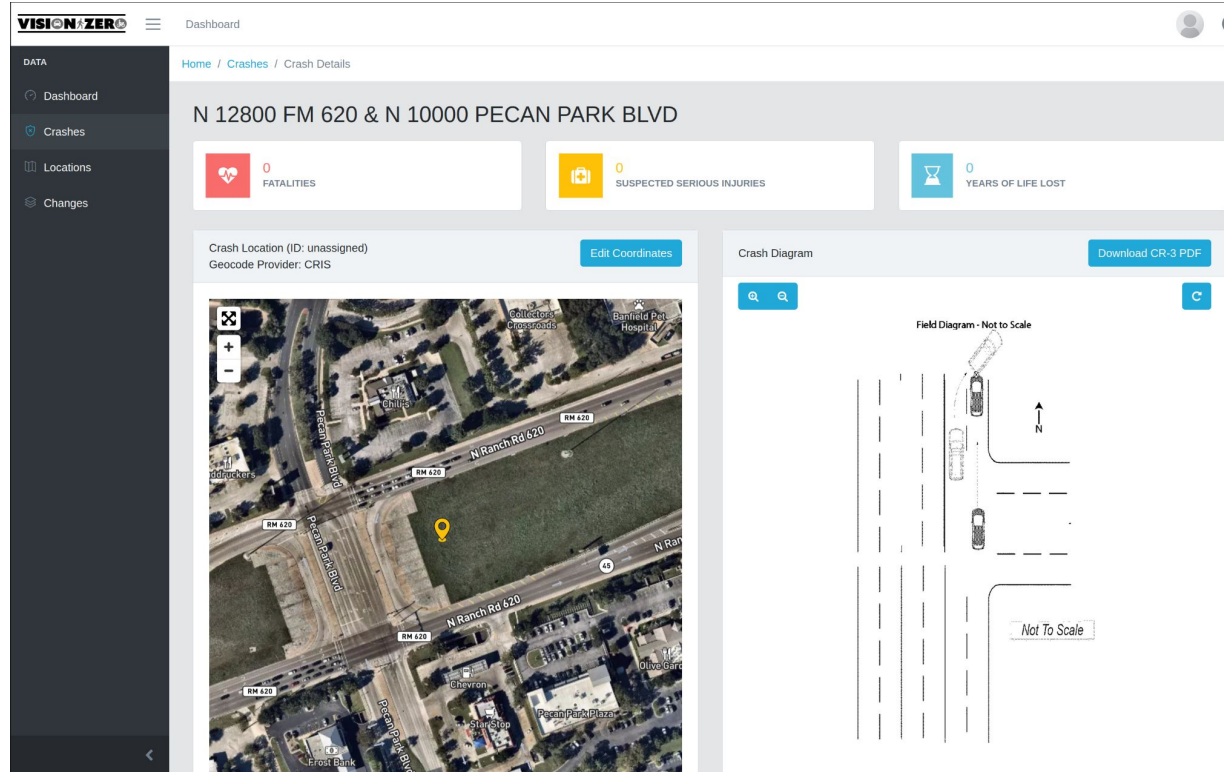 VISION ZERO
Dashboard
DATA
Dashboard
Crashes
Locations
Changes
Home / Crashes / Crash Details
N 12800 FM 620 & N 10000 PECAN PARK BLVD
0
FATALITIES
0
SUSPECTED SERIOUS INJURIES
0
YEARS OF LIFE LOST
Crash Location (ID: unassigned)
Geocode Provider: CRIS
Edit Coordinates
Collectors
Crossroads
Banfield Pet
Hospital
Chili's
Pecan Park Blvd
RM 620
N Ranch Rd 620
RM 620
ddruckers
RM 620
Pecan Park Blvd
N Ran
45
N Ranch Rd 620
RM 620
Olive Gard
Chevron
RM 620
Pecan Park Plaza
Star Stop
Pecan Park Blvd
Frost Bank
Crash Diagram
Download CR-3 PDF
Field Diagram - Not to Scale
N
Not To Scale